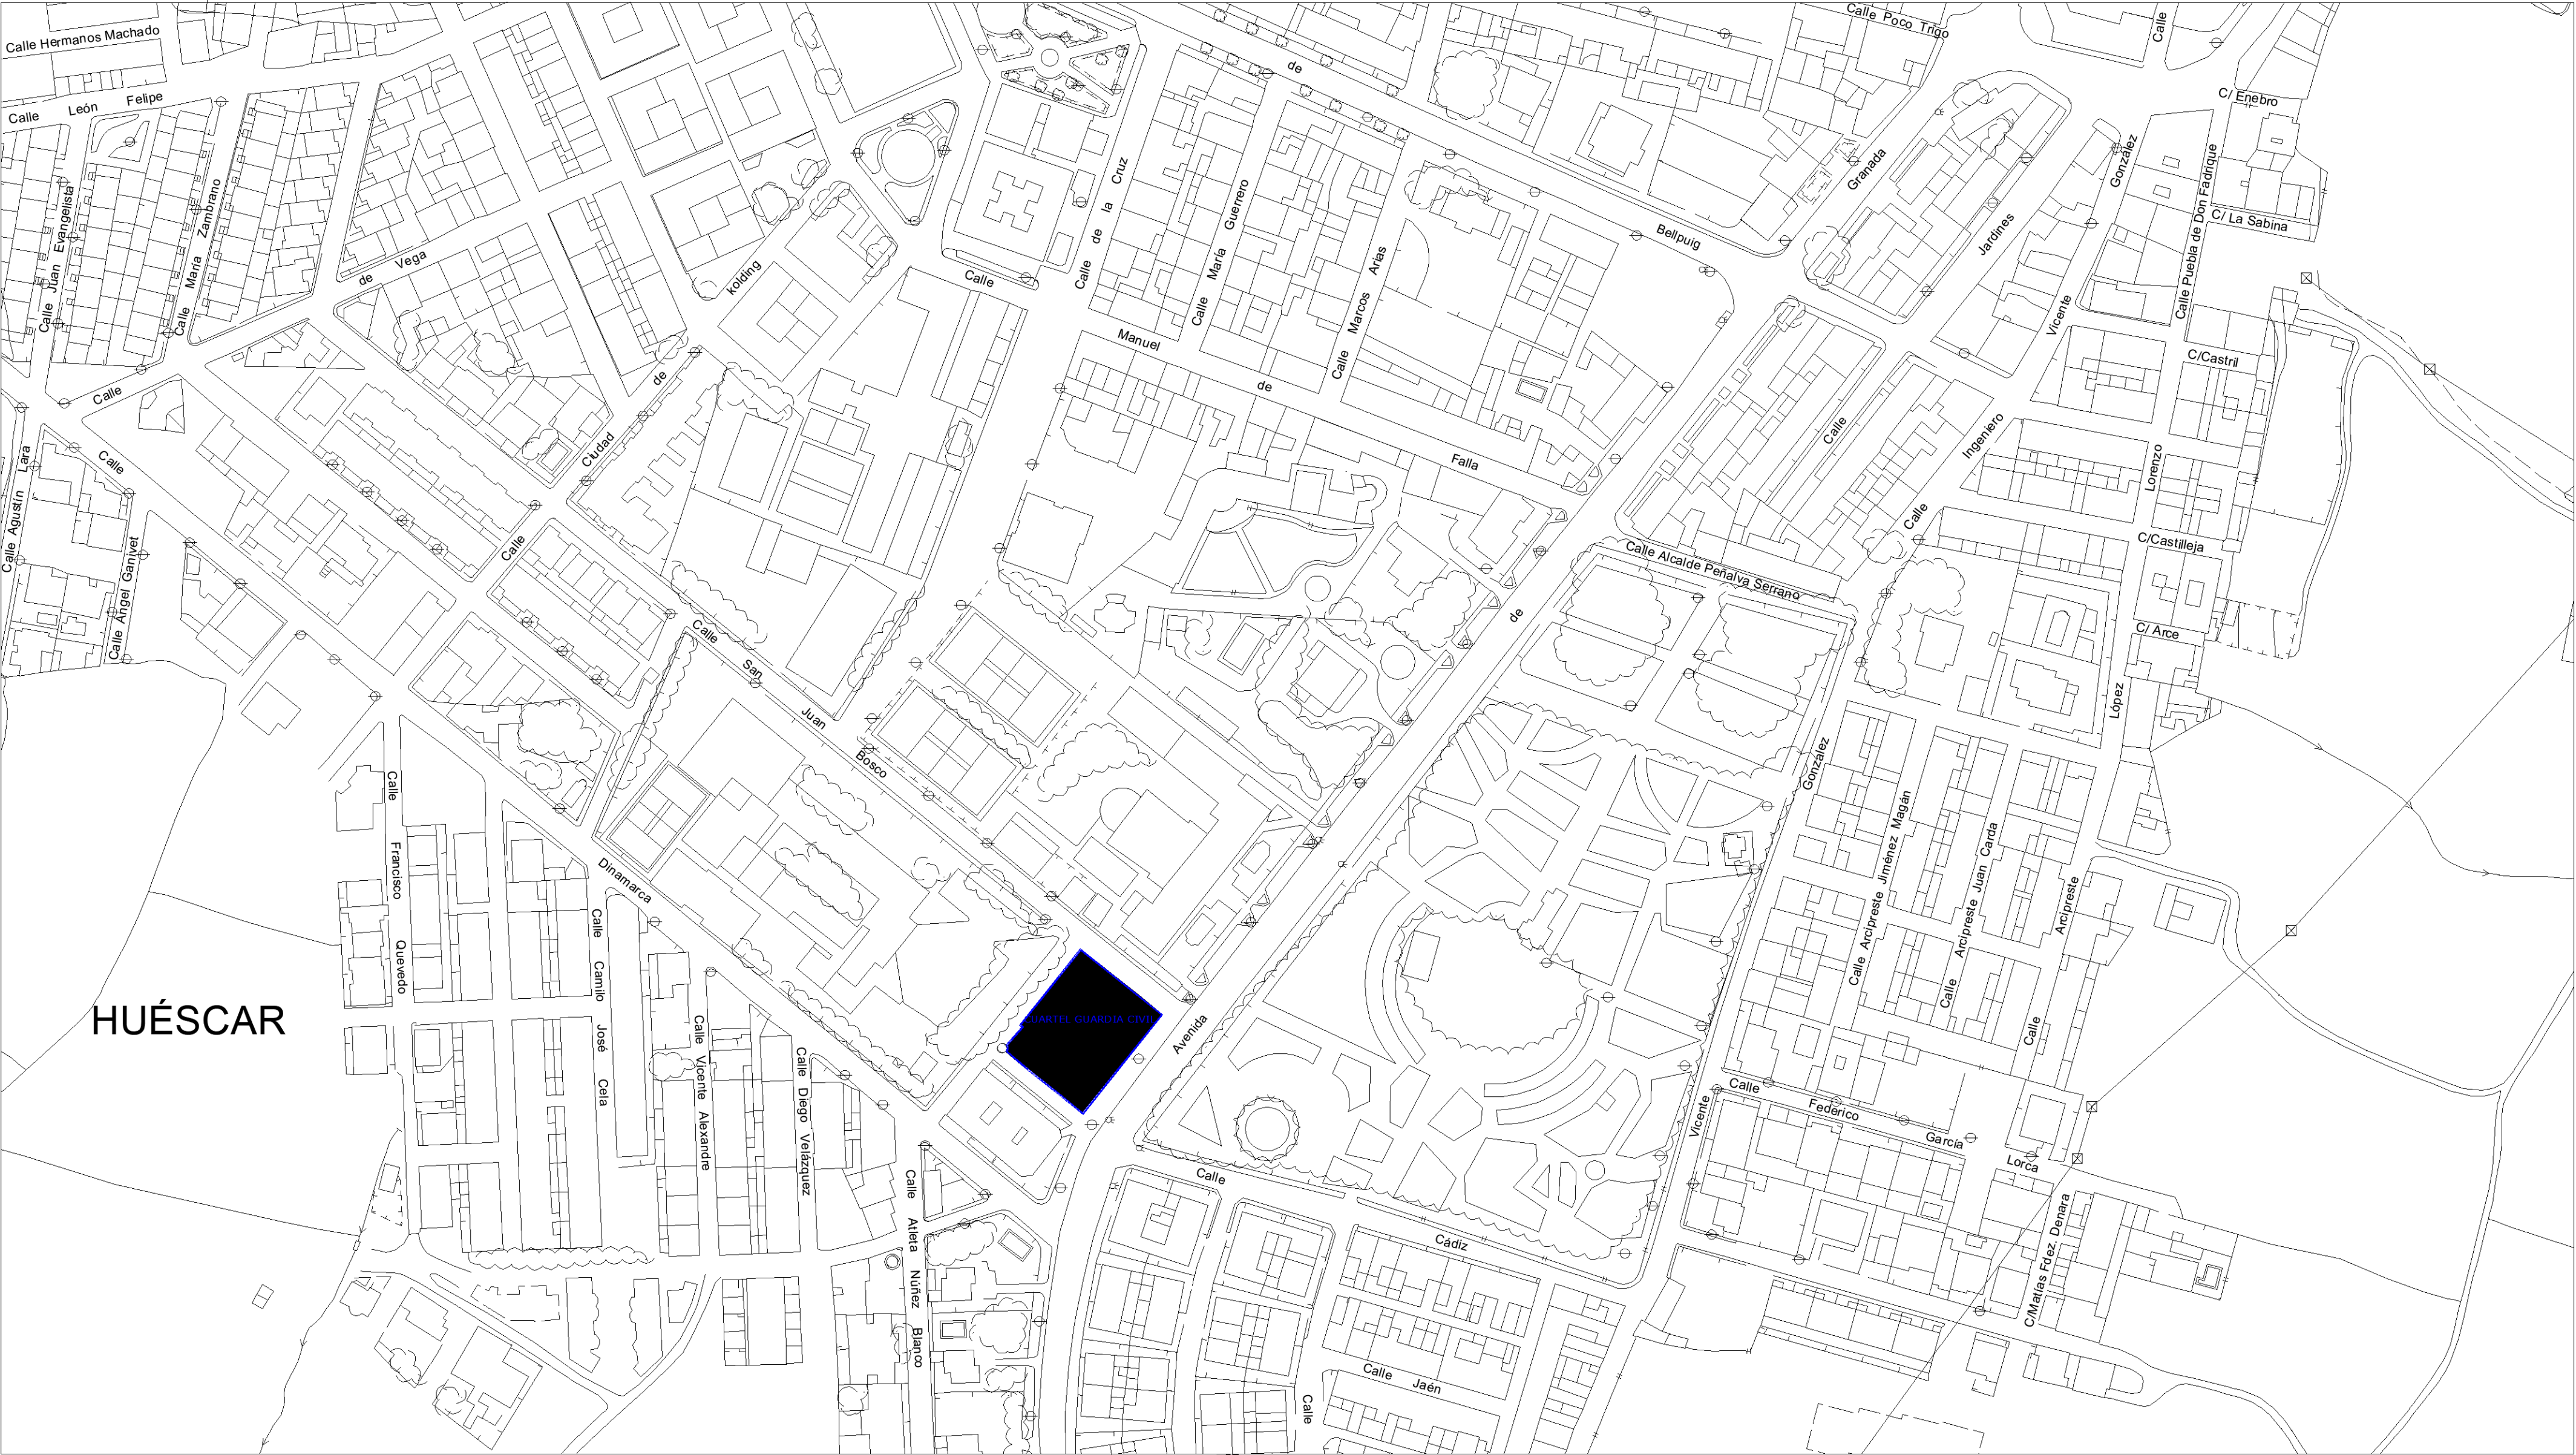 Calle Hermanos Machado
Calle León Felipe
Calle Juan Evangelista
Calle María Zambrano
de Vega
Calle
Calle Agustín Lara
Calle Ángel Ganivet
Calle
kolding
de
Ciudad
Calle
Calle
Calle de la Cruz
Calle María Guerrero
Calle Marcos Arias
Manuel
de
Falla
de
Bellpuig
Calle Poco Trigo
Granada
Jardines
Calle
Calle
C/ Enebro
C/ La Sabina
Calle Puebla de Don Fadrique
González
Vicente
Ingeniero
Calle
C/Castril
Lorenzo
C/Castilleja
C/ Arce
López
Calle Alcalde Peñalva Serrano
de
Calle San Juan Bosco
Dinamarca
Calle Francisco Quevedo
Calle Camilo José Cela
Calle Vicente Alexandre
Calle Diego Velázquez
Calle Atleta Núñez Blanco
HUÉSCAR
CUARTEL GUARDIA CIVIL
Avenida
González
Vicente
Calle Arcipreste Jiménez Magán
Calle Arcipreste Juan Carda
Calle Arcipreste
Calle Federico García Lorca
C/Matias Fdez. Denara
Calle Cádiz
Calle Jaén
Calle